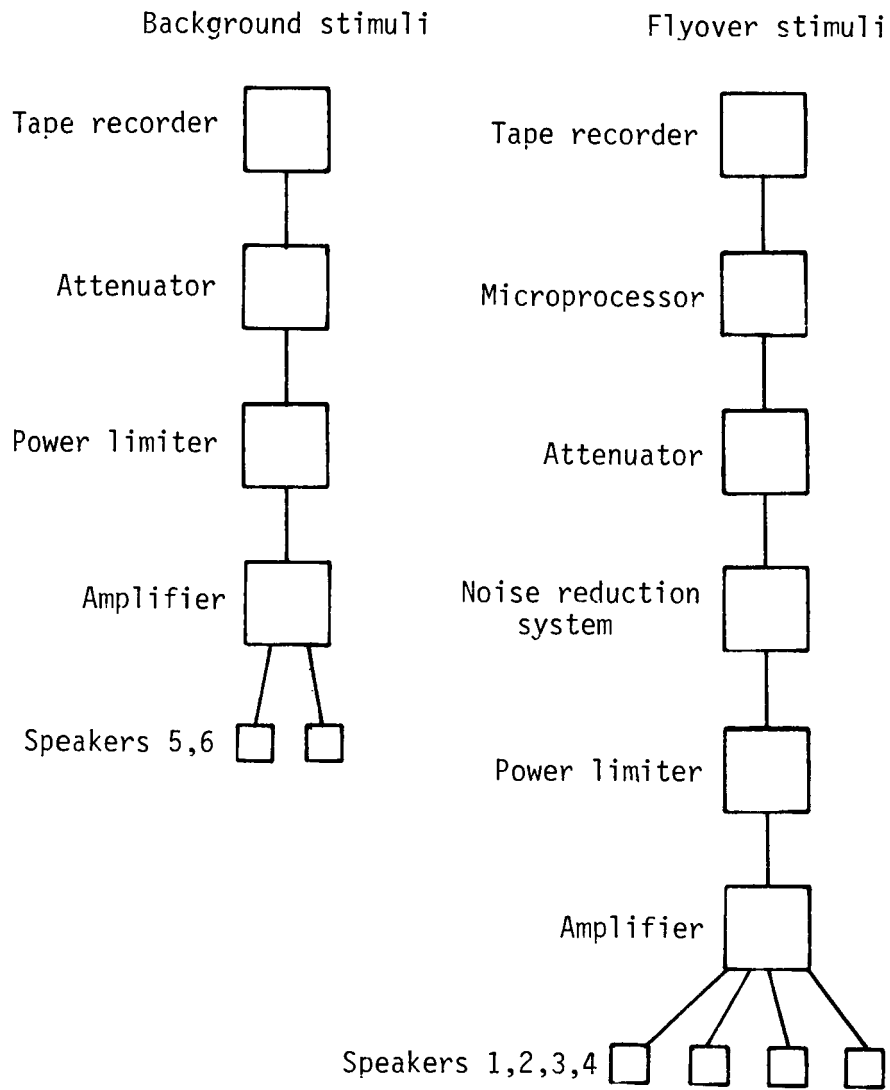 Background stimuli
Tape recorder
Attenuator
Power limiter
Amplifier
Speakers 5,6
Flyover stimuli
Tape recorder
Microprocessor
Attenuator
Noise reduction
system
Power limiter
Amplifier
Speakers 1,2,3,4